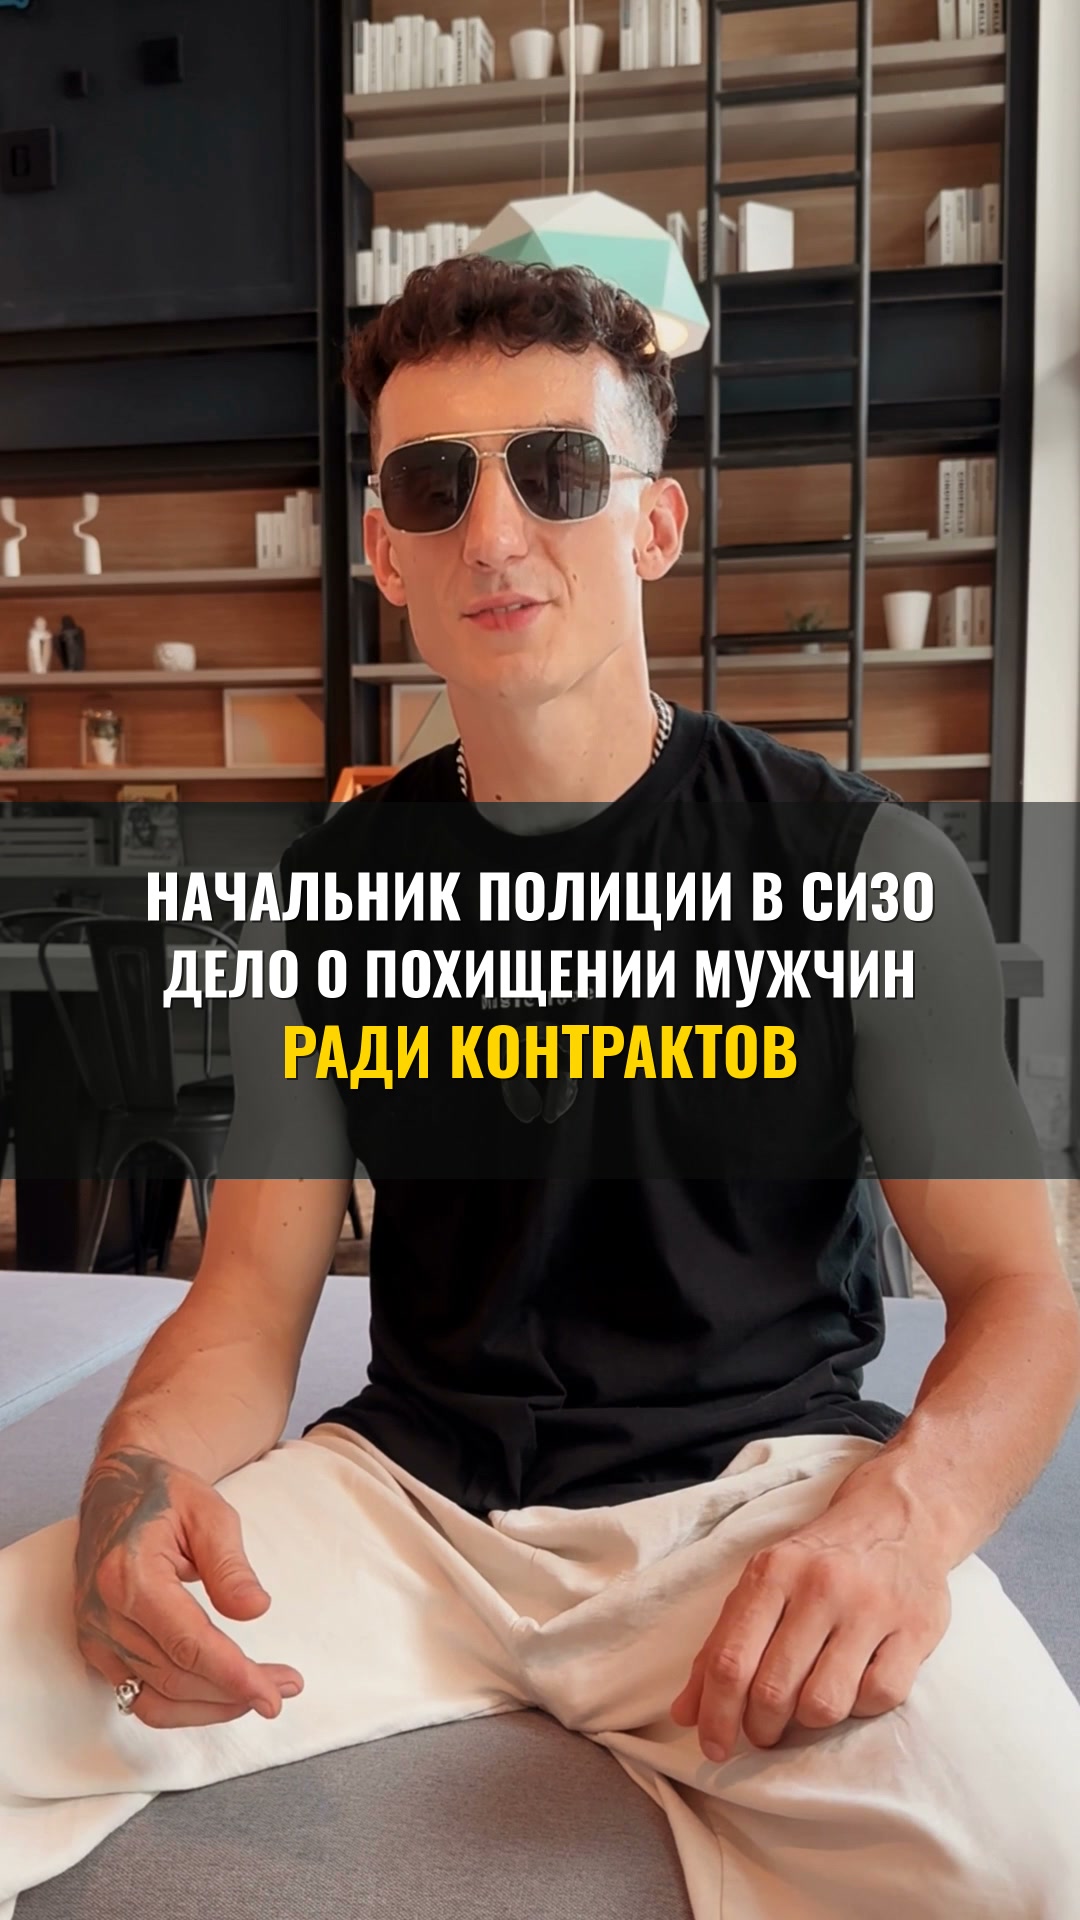 НАЧАЛЬНИК ПОЛИЦИИ В СИЗО
ДЕЛО О ПОХИЩЕНИИ МУЖЧИН
РАДИ КОНТРАКТОВ